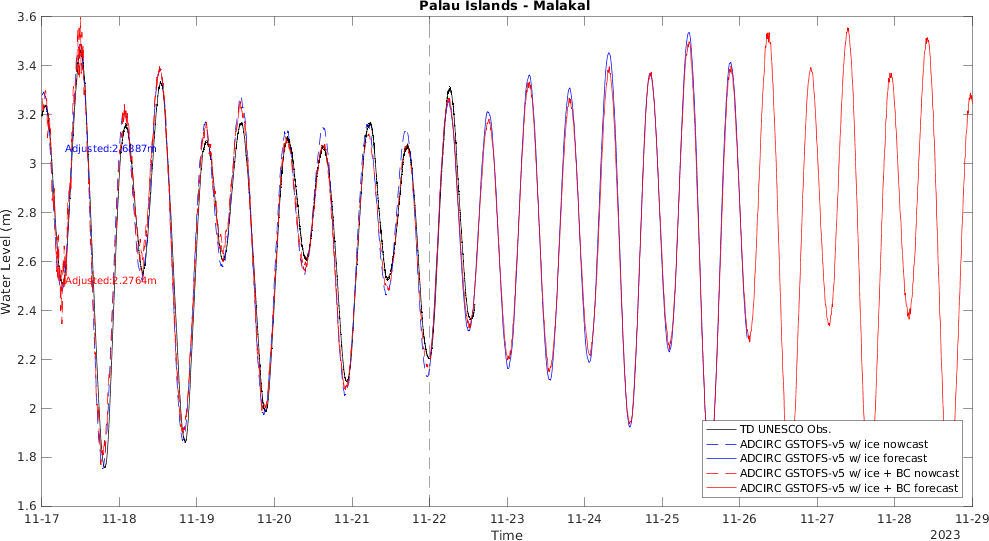 Palau Islands - Malakal
3.6
3.4
3.2
3
2.8
2.6
2.4
2.2
2
1.8
1.6
Water Level (m)
Adjusted:2.6887m
Adjusted:2.2764m
TD UNESCO Obs.
ADCIRC GSTOFS-v5 w/ ice nowcast
ADCIRC GSTOFS-v5 w/ ice forecast
ADCIRC GSTOFS-v5 w/ ice + BC nowcast
ADCIRC GSTOFS-v5 w/ ice + BC forecast
11-17 11-18 11-19 11-20 11-21 11-22 11-23 11-24 11-25 11-26 11-27 11-28 11-29
Time
2023